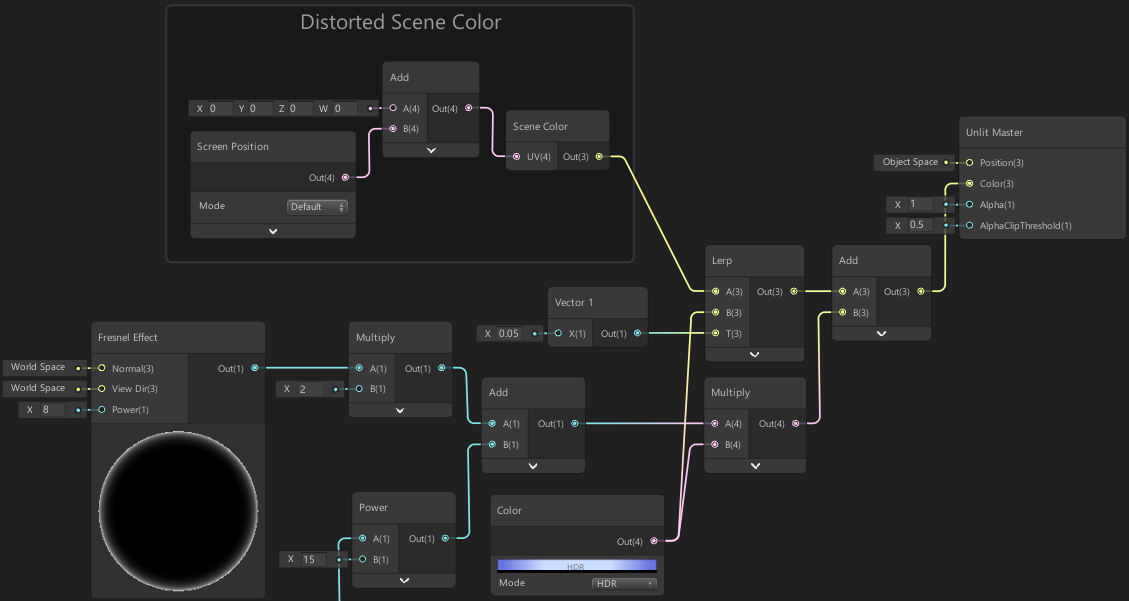 Distorted Scene Color
Add
X 0 Y 0 Z 0 W 0
A(4) Out(4)
B(4)
Screen Position
Out(4)
Mode Default
Scene Color
UV(4) Out(3)
Unlit Master
Object Space Position(3)
Color(3)
X 1 Alpha(1)
X 0.5 AlphaClipThreshold(1)
Lerp
A(3) Out(3)
B(3)
T(3)
Add
A(3) Out(3)
B(3)
Vector 1
X 0.05 X(1) Out(1)
Fresnel Effect
World Space Normal(3) Out(1)
World Space View Dir(3)
X 8 Power(1)
Multiply
A(1) Out(1)
X 2 B(1)
Add
A(1) Out(1)
B(1)
Multiply
A(4) Out(4)
B(4)
Power
A(1) Out(1)
X 15 B(1)
Color
Out(4)
HDR
Mode HDR